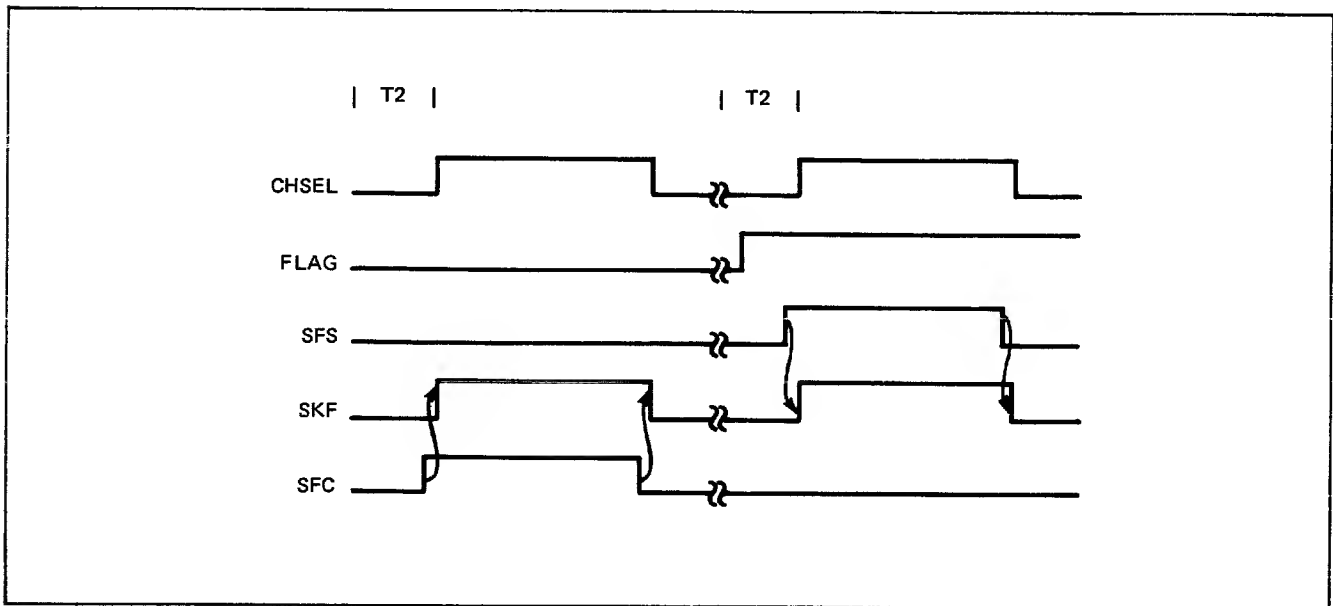 | T2 | | T2 |
CHSEL
FLAG
SFS
SKF
SFC